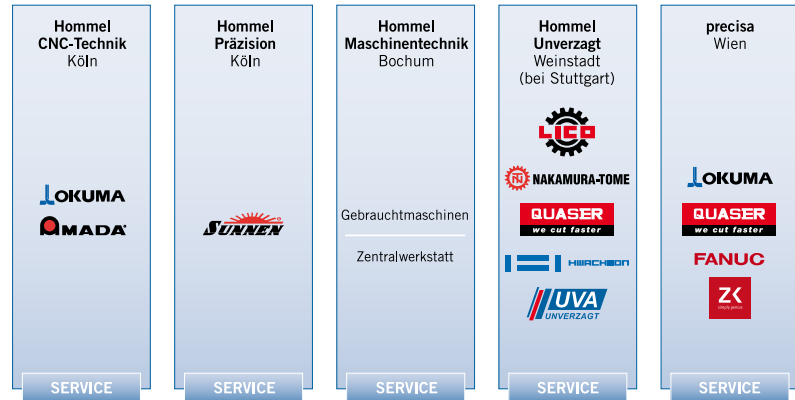 Hommel
CNC-Technik
Köln
OKUMA
AMADA
SERVICE
Hommel
Präzision
Köln
SUNNEN
SERVICE
Hommel
Maschinentechnik
Bochum
Gebrauchtmaschinen
Zentralwerkstatt
SERVICE
Hommel
Unverzagt
Weinstadt
(bei Stuttgart)
LICO
NAKAMURA-TOME
QUASER
we cut faster
HWACHEON
UVA
UNVERZAGT
SERVICE
precisa
Wien
OKUMA
QUASER
we cut faster
FANUC
ZK
simply genius
SERVICE